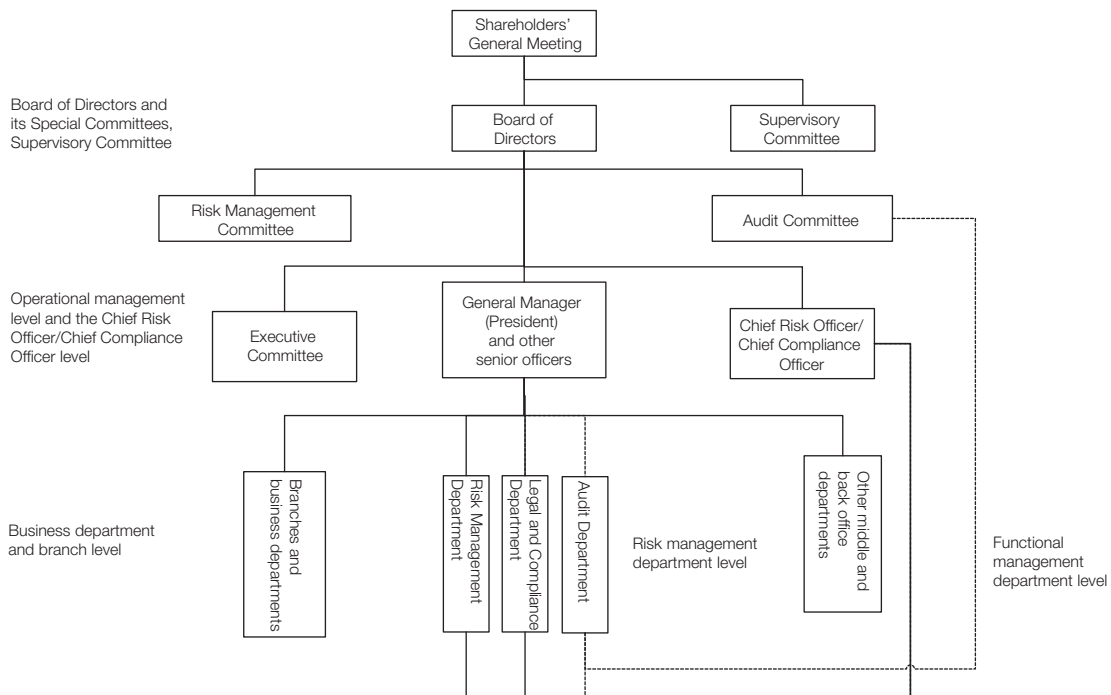 Shareholders'
General Meeting
Board of Directors and
its Special Committees,
Supervisory Committee
Board of
Directors
Supervisory
Committee
Risk Management
Committee
Audit Committee
Operational management
level and the Chief Risk
Officer/Chief Compliance
Officer level
Executive
Committee
General Manager
(President)
and other
senior officers
Chief Risk Officer/
Chief Compliance
Officer
Business department
and branch level
Branches and
business departments
Risk Management
Department
Legal and Compliance
Department
Audit Department
Risk management
department level
Other middle and
back office
departments
Functional
management
department level